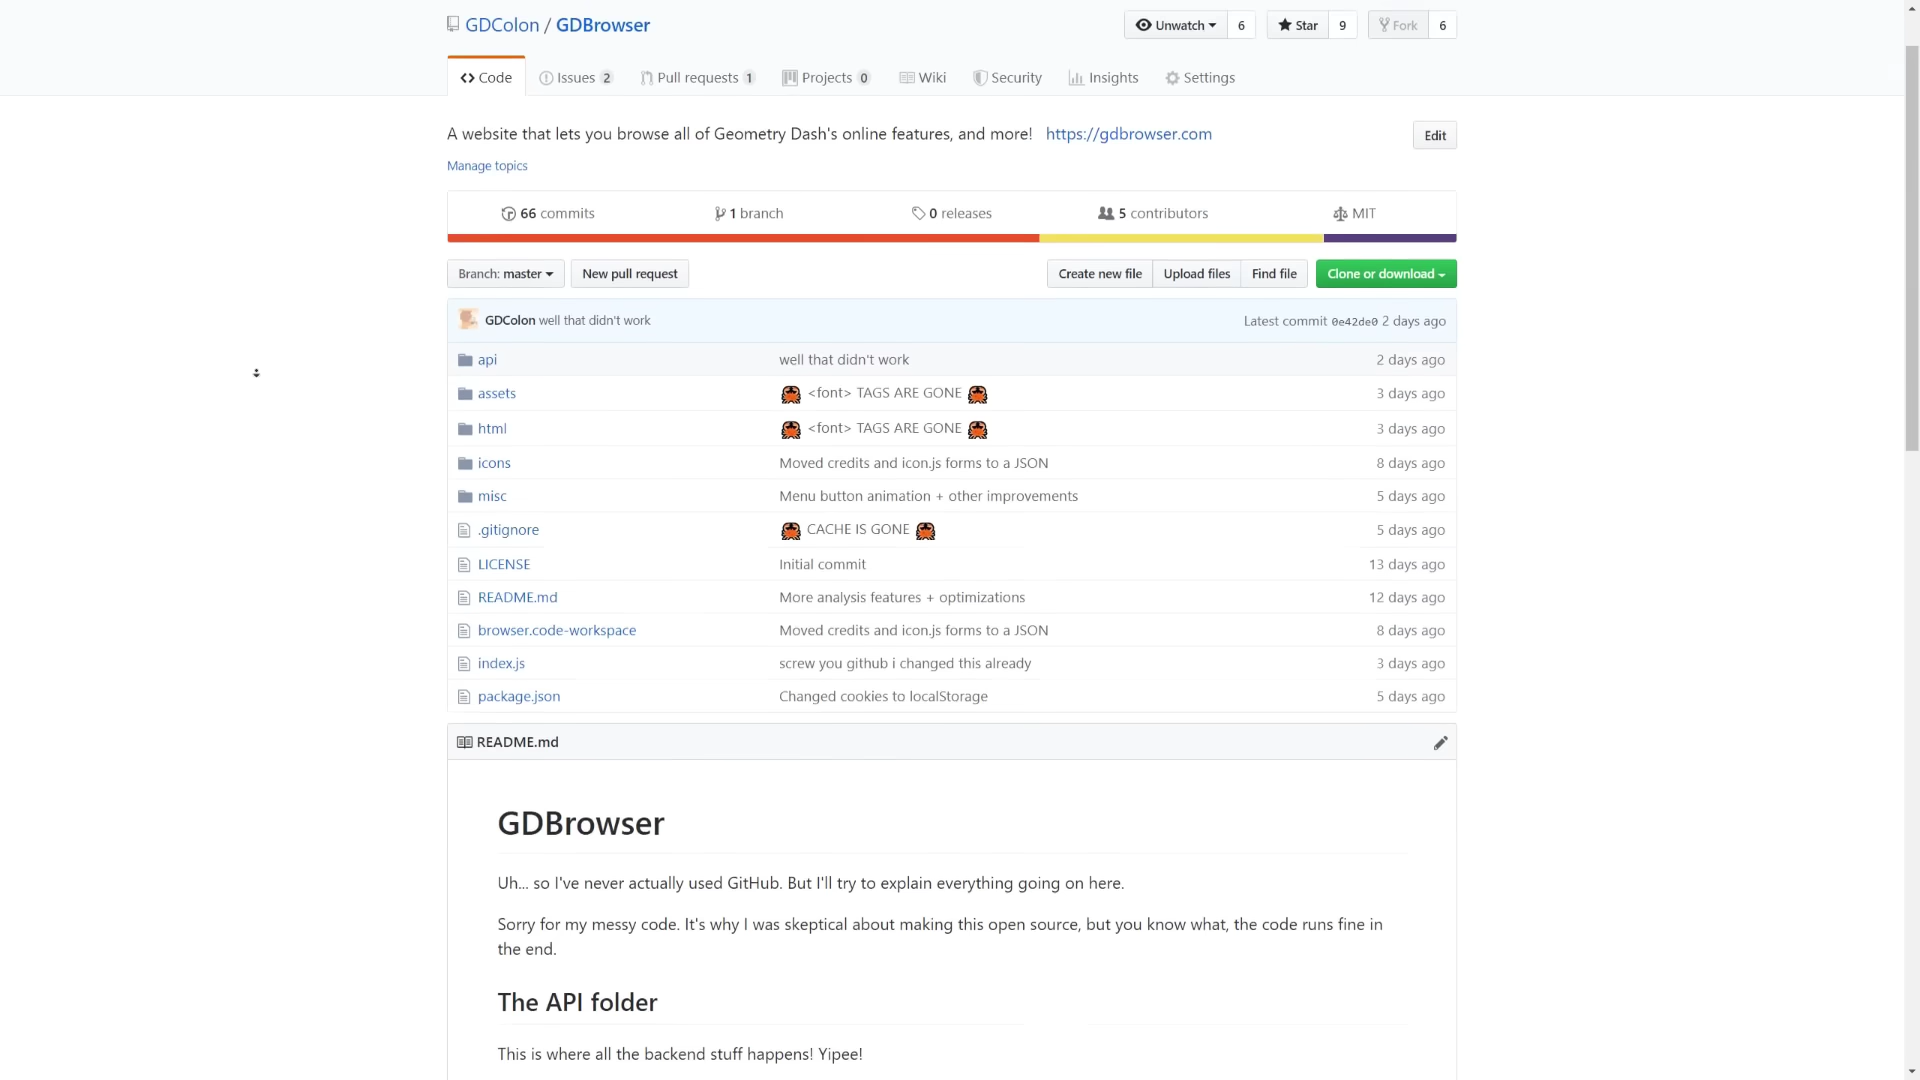 GDColon / GDBrowser
Unwatch 6 Star 9 Fork 6
Code Issues 2 Pull requests 1 Projects 0 Wiki Security Insights Settings
A website that lets you browse all of Geometry Dash's online features, and more! https://gdbrowser.com
Edit
Manage topics
66 commits 1 branch 0 releases 5 contributors MIT
Branch: master New pull request Create new file Upload files Find file Clone or download
GDColon well that didn't work Latest commit 0e42de0 2 days ago
api well that didn't work 2 days ago
assets <font> TAGS ARE GONE 3 days ago
html <font> TAGS ARE GONE 3 days ago
icons Moved credits and icon.js forms to a JSON 8 days ago
misc Menu button animation + other improvements 5 days ago
.gitignore CACHE IS GONE 5 days ago
LICENSE Initial commit 13 days ago
README.md More analysis features + optimizations 12 days ago
browser.code-workspace Moved credits and icon.js forms to a JSON 8 days ago
index.js screw you github i changed this already 3 days ago
package.json Changed cookies to localStorage 5 days ago
README.md
GDBrowser
Uh... so I've never actually used GitHub. But I'll try to explain everything going on here.
Sorry for my messy code. It's why I was skeptical about making this open source, but you know what, the code runs fine in
the end.
The API folder
This is where all the backend stuff happens! Yipee!